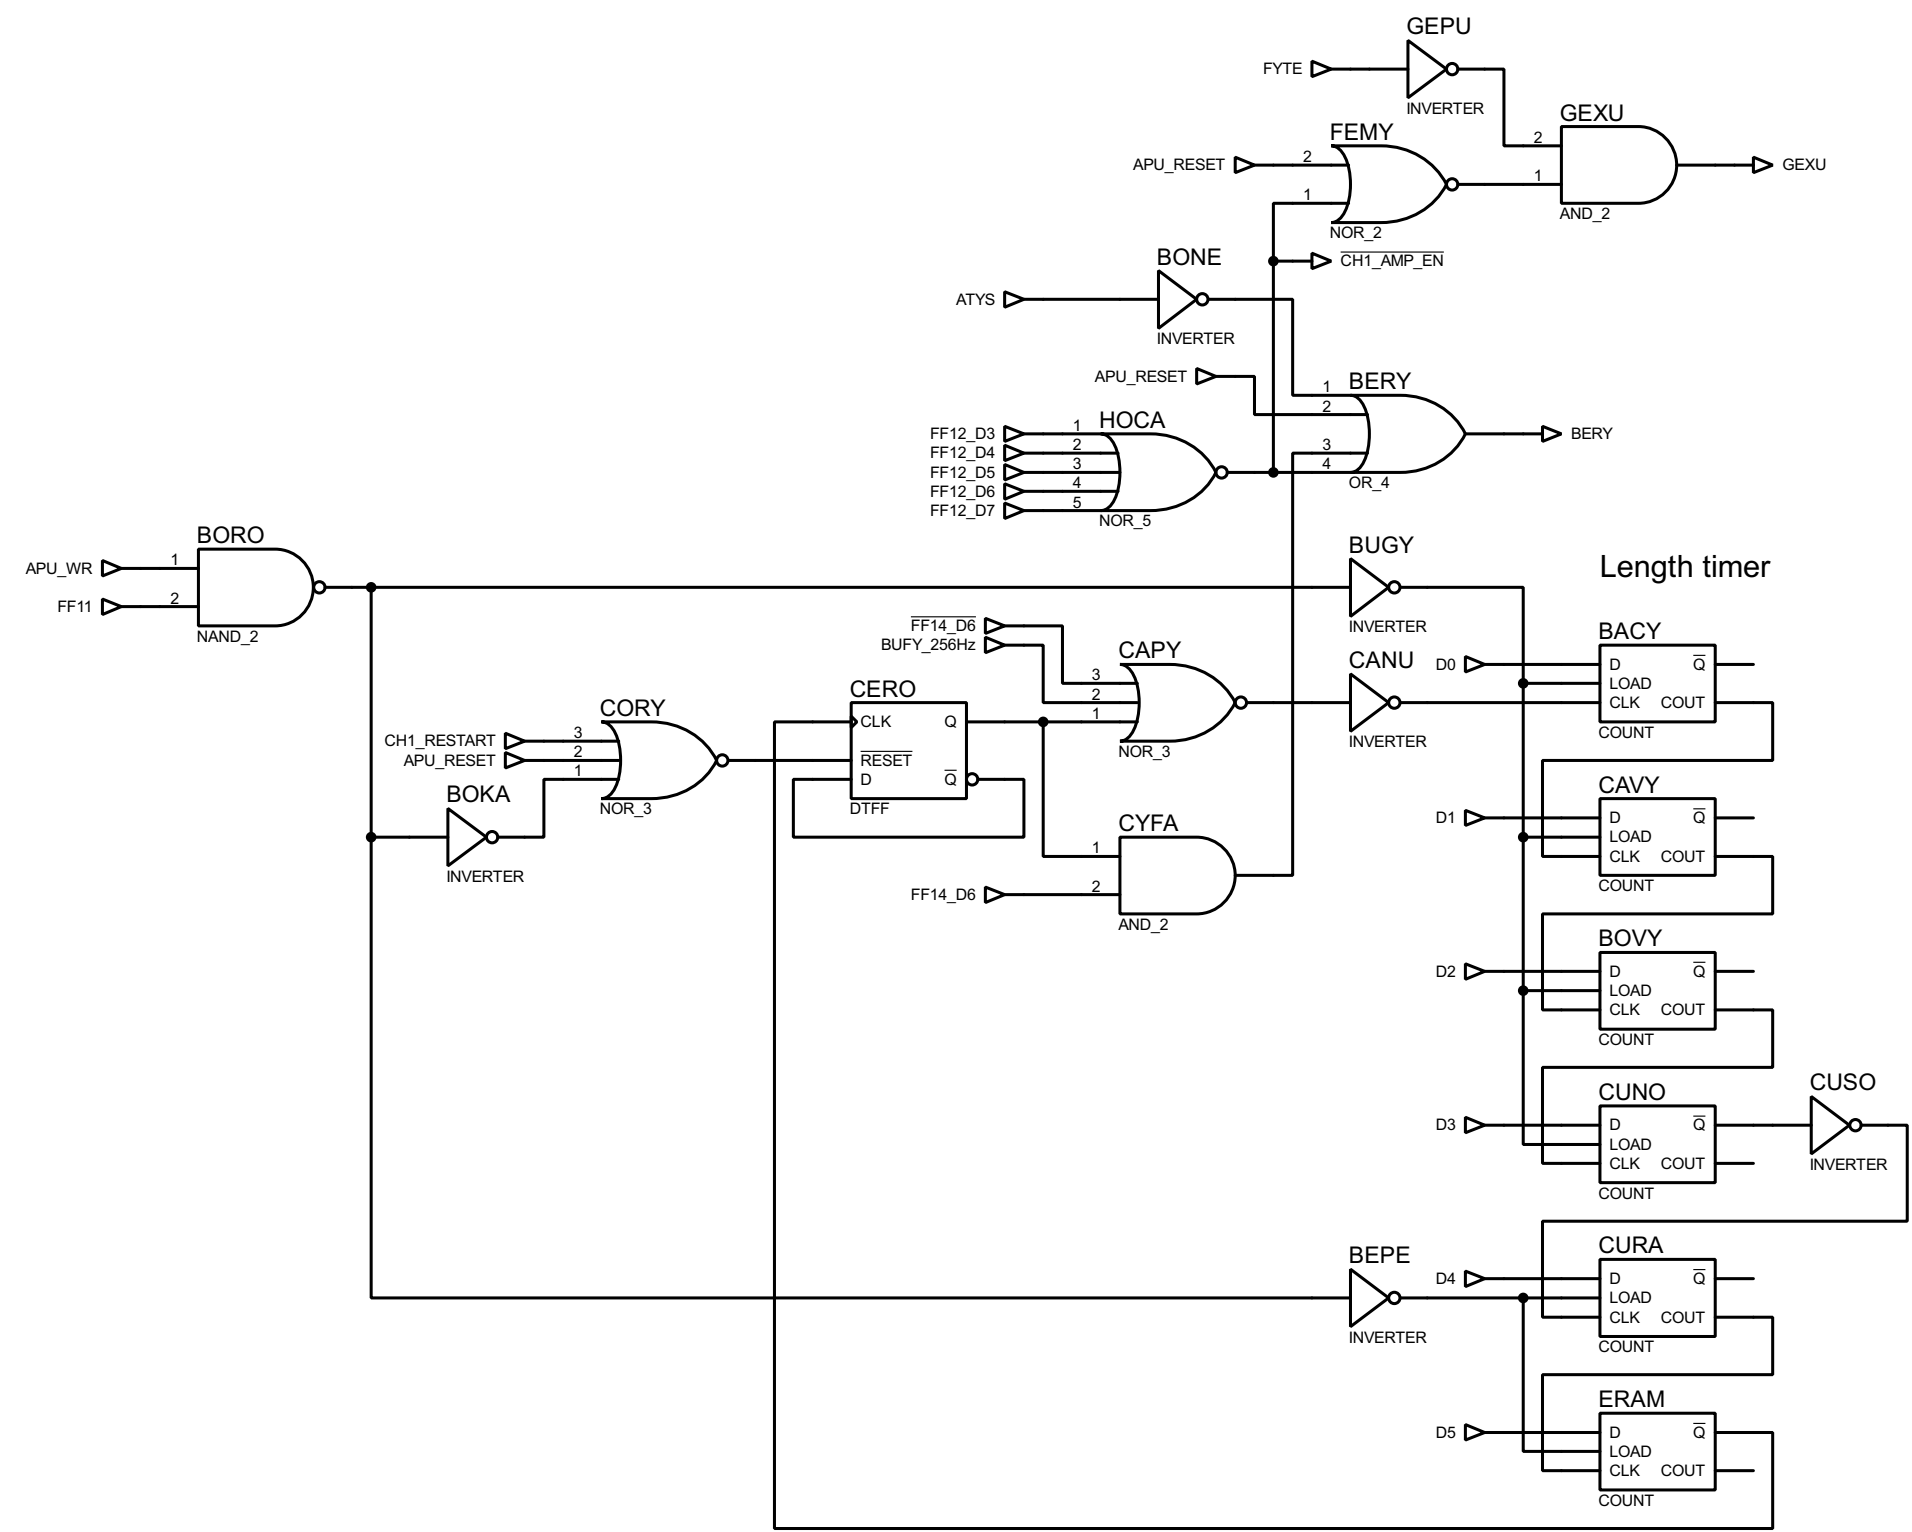 GEPU
FYTE
INVERTER
GEXU
2
1
AND_2
GEXU
FEMY
APU_RESET
2
1
NOR_2
CH1_AMP_EN
BONE
ATYS
INVERTER
APU_RESET
BERY
1
2
3
4
OR_4
BERY
HOCA
FF12_D3 1
FF12_D4 2
FF12_D5 3
FF12_D6 4
FF12_D7 5
NOR_5
BORO
APU_WR 1
FF11 2
NAND_2
BUGY
INVERTER
Length timer
FF14_D6
BUFY_256Hz
CAPY
3
2
1
NOR_3
CANU
INVERTER
BACY
D0 D Q
LOAD
CLK COUT
COUNT
CERO
CLK Q
RESET
D Q
DTFF
CORY
CH1_RESTART 3
APU_RESET 2
1
NOR_3
BOKA
INVERTER
CYFA
1
FF14_D6 2
AND_2
CAVY
D1 D Q
LOAD
CLK COUT
COUNT
BOVY
D2 D Q
LOAD
CLK COUT
COUNT
CUNO
D3 D Q
LOAD
CLK COUT
COUNT
CUSO
INVERTER
BEPE
INVERTER
CURA
D4 D Q
LOAD
CLK COUT
COUNT
ERAM
D5 D Q
LOAD
CLK COUT
COUNT